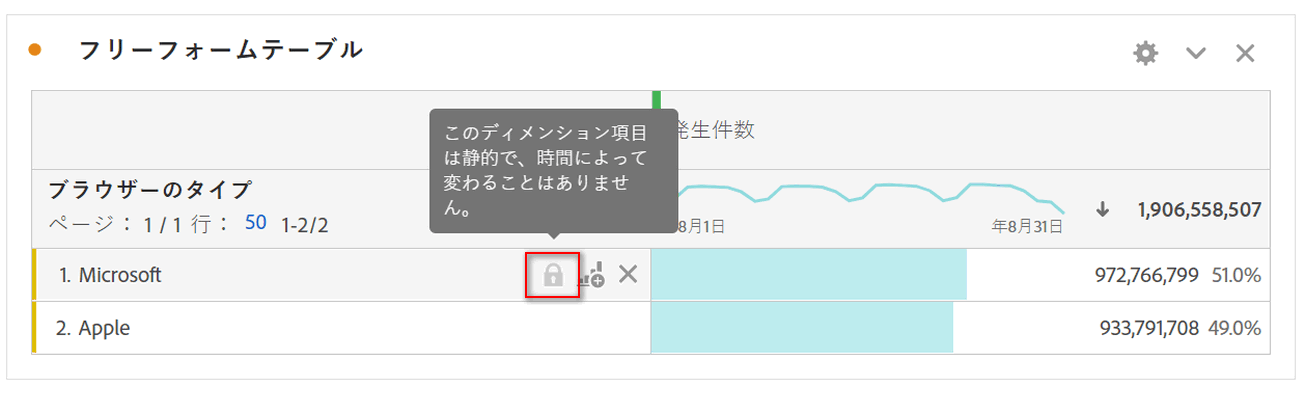 フリーフォームテーブル
このディメンション項目
は静的で、時間によって
変わることはありませ
ん。
発生件数
ブラウザーのタイプ
ページ： 1 / 1 行： 50 1-2/2
8月1日 年8月31日
1,906,558,507
1. Microsoft 972,766,799 51.0%
2. Apple 933,791,708 49.0%